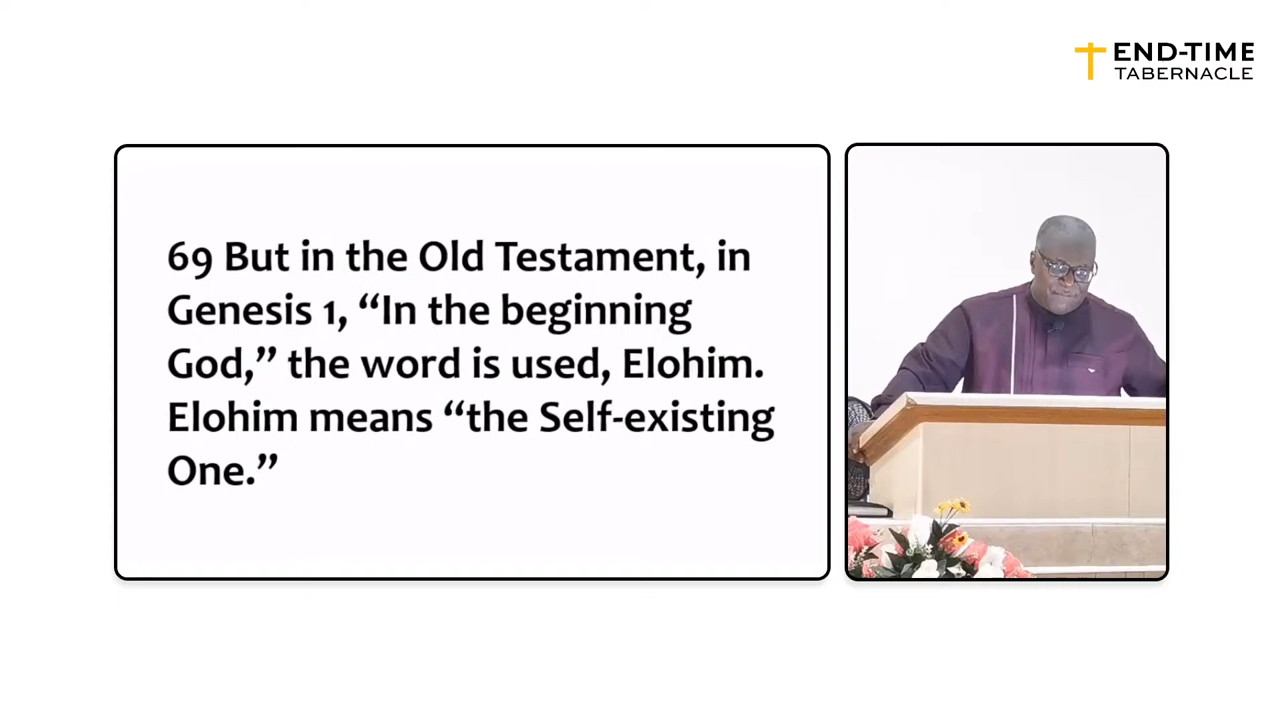 END-TIME
TABERNACLE
69 But in the Old Testament, in
Genesis 1, “In the beginning
God,” the word is used, Elohim.
Elohim means “the Self-existing
One.”